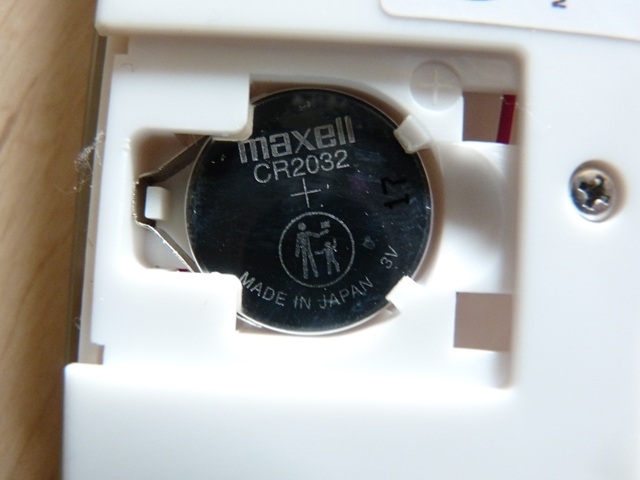 maxell
CR2032
+
17
3V
MADE IN JAPAN